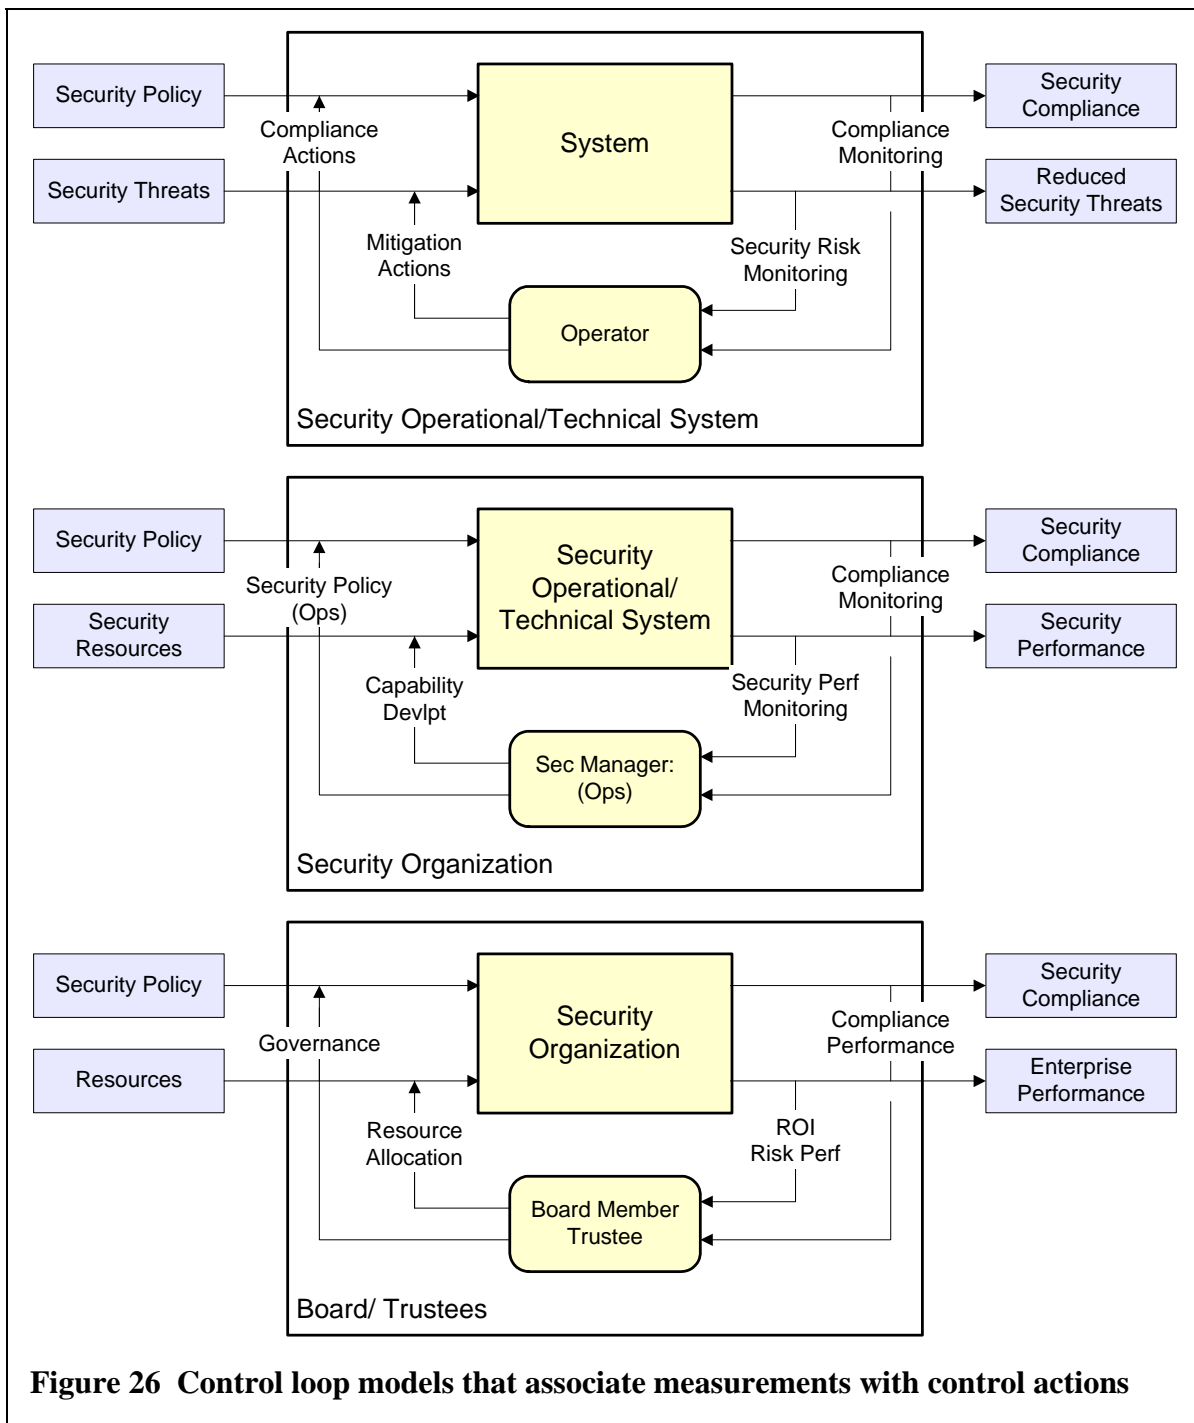 Security Policy
Security Threats
Compliance
Actions
Mitigation
Actions
System
Operator
Compliance
Monitoring
Security Risk
Monitoring
Security
Compliance
Reduced
Security Threats
Security Operational/Technical System
Security Policy
Security
Resources
Security Policy
(Ops)
Capability
Devlpt
Security
Operational/
Technical System
Sec Manager:
(Ops)
Compliance
Monitoring
Security Perf
Monitoring
Security
Compliance
Security
Performance
Security Organization
Security Policy
Resources
Governance
Resource
Allocation
Security
Organization
Board Member
Trustee
Compliance
Performance
ROI
Risk Perf
Security
Compliance
Enterprise
Performance
Board/ Trustees
Figure 26 Control loop models that associate measurements with control actions